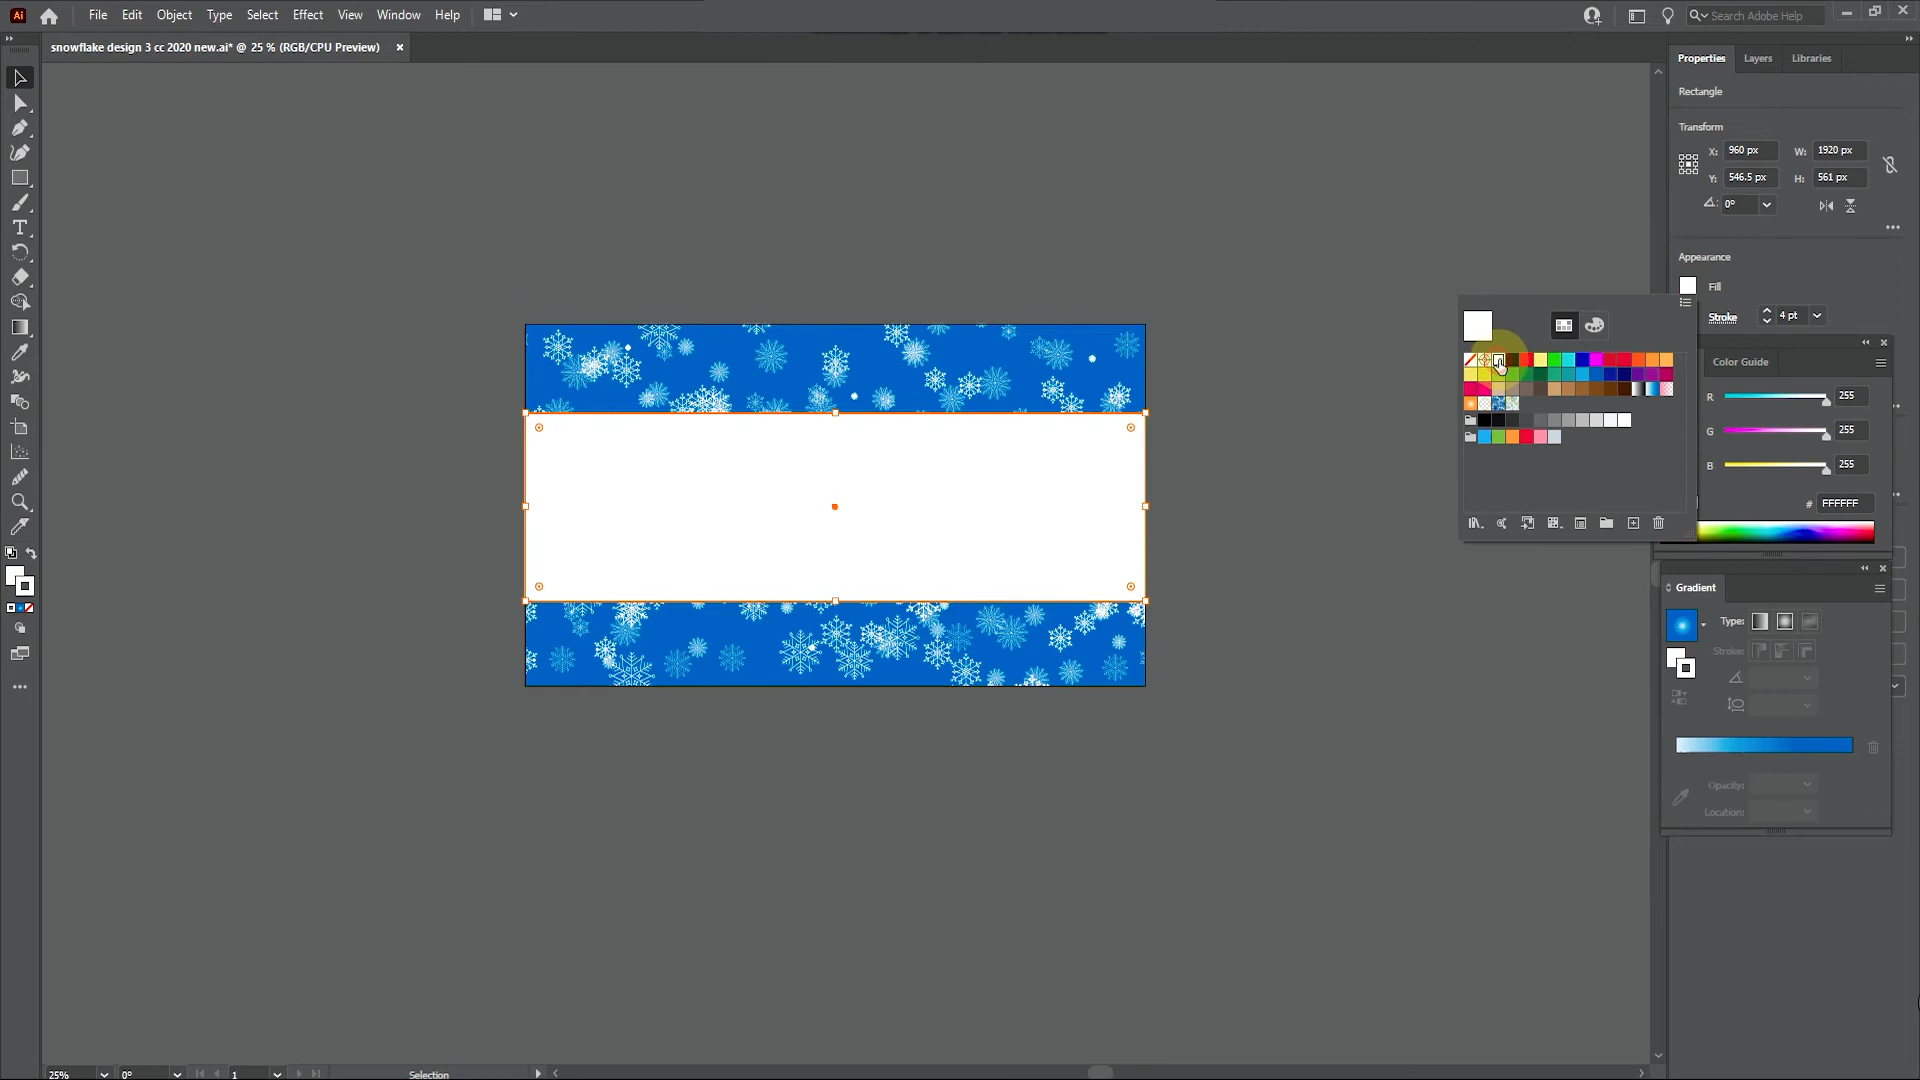 Ai File Edit Object Type Select Effect View Window Help Search Adobe Help
snowflake design 3 cc 2020 new.ai* @ 25 % (RGB/CPU Preview) ×
Properties Layers Libraries
Rectangle
Transform
X: 960 px W: 1920 px
Y: 546.5 px H: 561 px
0°
Appearance
Fill
Stroke 4 pt
Color Guide
R 255
G 255
B 255
# FFFFFF
Gradient
Type:
Stroke:
Opacity:
Location:
25% 0° 1 Selection